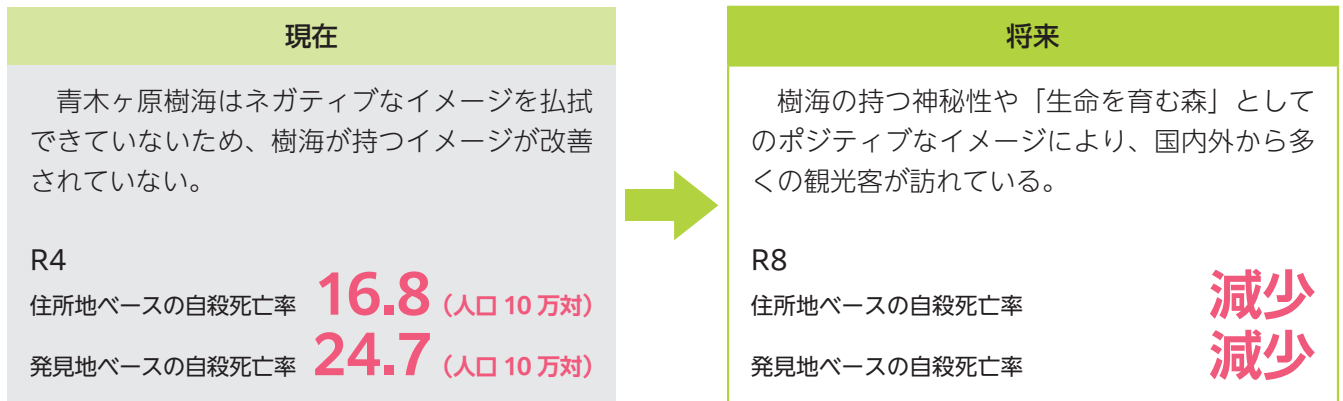 現在
青木ヶ原樹海はネガティブなイメージを払拭
できていないため、樹海が持つイメージが改善
されていない。
R4
住所地ベースの自殺死亡率 16.8（人口 10 万対）
発見地ベースの自殺死亡率 24.7（人口 10 万対）
将来
樹海の持つ神秘性や「生命を育む森」として
のポジティブなイメージにより、国内外から多
くの観光客が訪れている。
R8
住所地ベースの自殺死亡率 減少
発見地ベースの自殺死亡率 減少